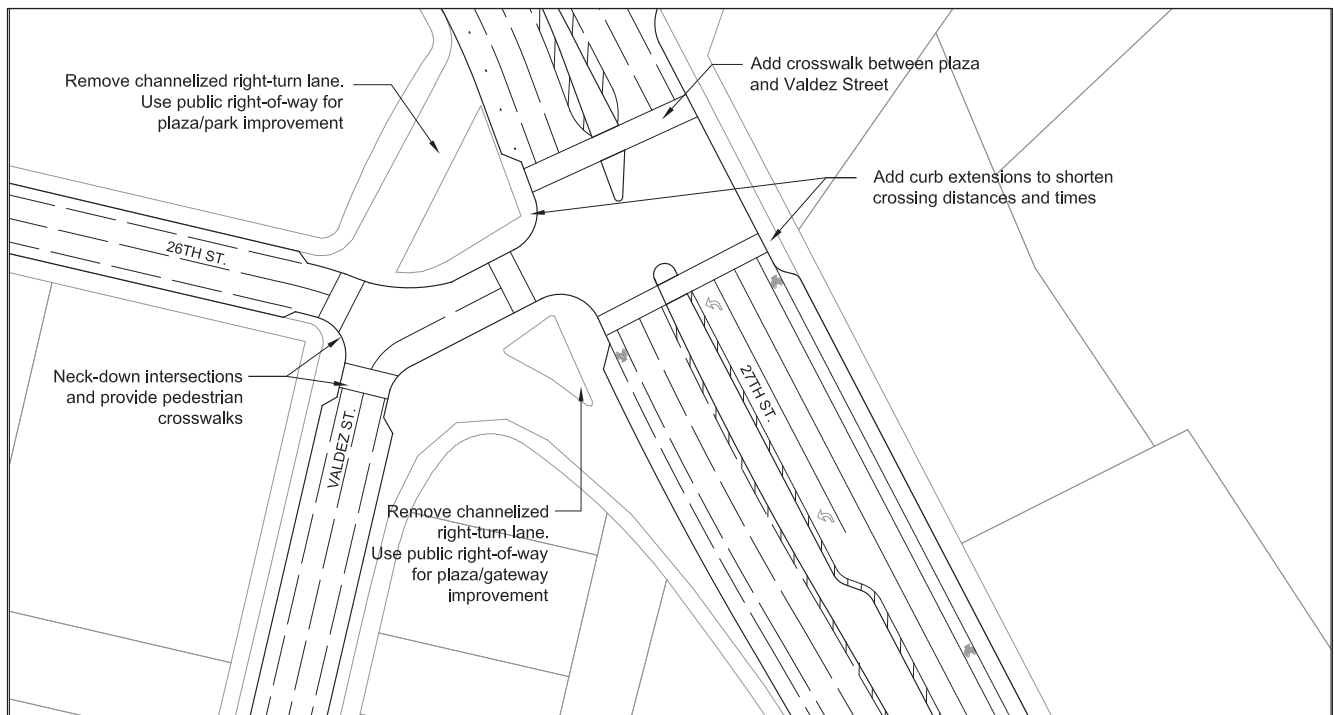 Remove channelized right-turn lane.
Use public right-of-way for
plaza/park improvement
Add crosswalk between plaza
and Valdez Street
Add curb extensions to shorten
crossing distances and times
26TH ST.
Neck-down intersections
and provide pedestrian
crosswalks
VALDEZ ST.
27TH ST.
Remove channelized
right-turn lane.
Use public right-of-way
for plaza/gateway
improvement